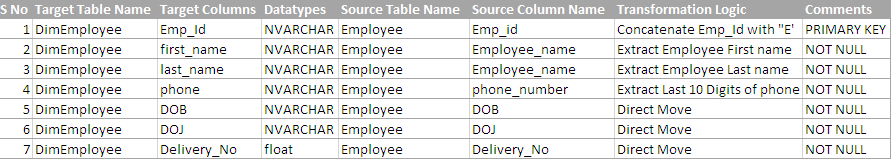 S No Target Table Name Target Columns Datatypes Source Table Name Source Column Name Transformation Logic Comments
1 DimEmployee Emp_Id NVARCHAR Employee Emp_id Concatenate Emp_Id with "E' PRIMARY KEY
2 DimEmployee first_name NVARCHAR Employee Employee_name Extract Employee First name NOT NULL
3 DimEmployee last_name NVARCHAR Employee Employee_name Extract Employee Last name NOT NULL
4 DimEmployee phone NVARCHAR Employee phone_number Extract Last 10 Digits of phone NOT NULL
5 DimEmployee DOB NVARCHAR Employee DOB Direct Move NOT NULL
6 DimEmployee DOJ NVARCHAR Employee DOJ Direct Move NOT NULL
7 DimEmployee Delivery_No float Employee Delivery_No Direct Move NOT NULL